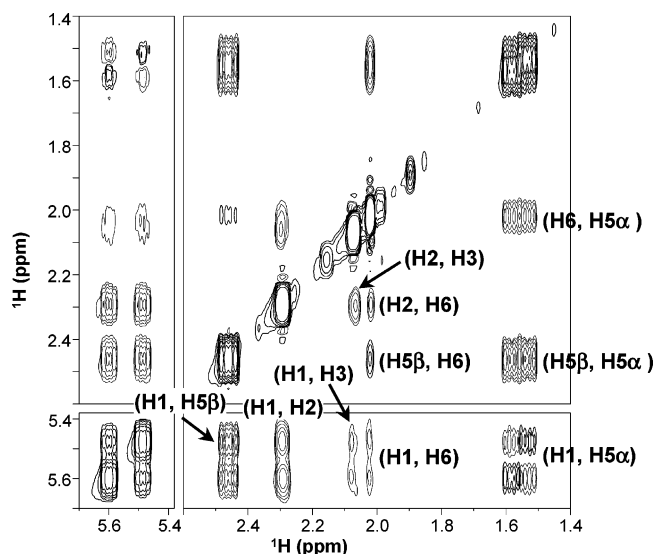 1.4
1.6
1.8
2.0
2.2
2.4
¹H (ppm)
(H6, H5α )
(H2, H3)
(H2, H6)
(H5β, H6)
(H5β, H5α )
(H1, H3)
(H1, H5β)
(H1, H2)
(H1, H6)
(H1, H5α)
5.4
5.6
5.6
5.4
2.4
2.2
2.0
1.8
1.6
1.4
¹H (ppm)